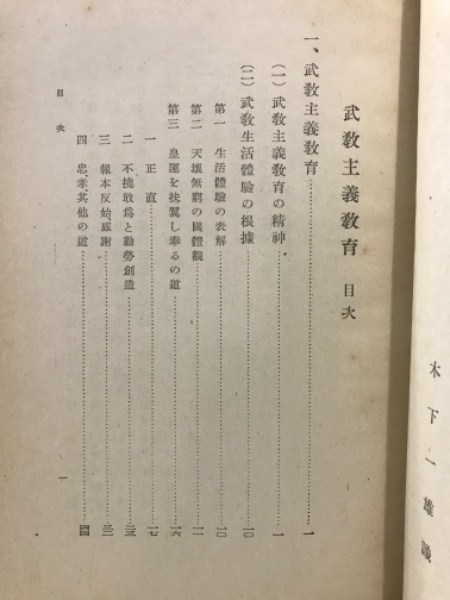 木下一雄
武教主義教育 目次
一、武教主義教育……一
(一) 武教主義教育の精神……一
(二) 武教生活體驗の根據……一〇
第一 生活體驗の表解……一〇
第二 天壤無窮の國體觀……一一
第三 皇運を扶翼し奉るの道……一六
一 正直……一七
二 不撓敢爲と勤勞創造……二三
三 報本反始、感謝
四 忠、孝、其他の道……四四
目次
一